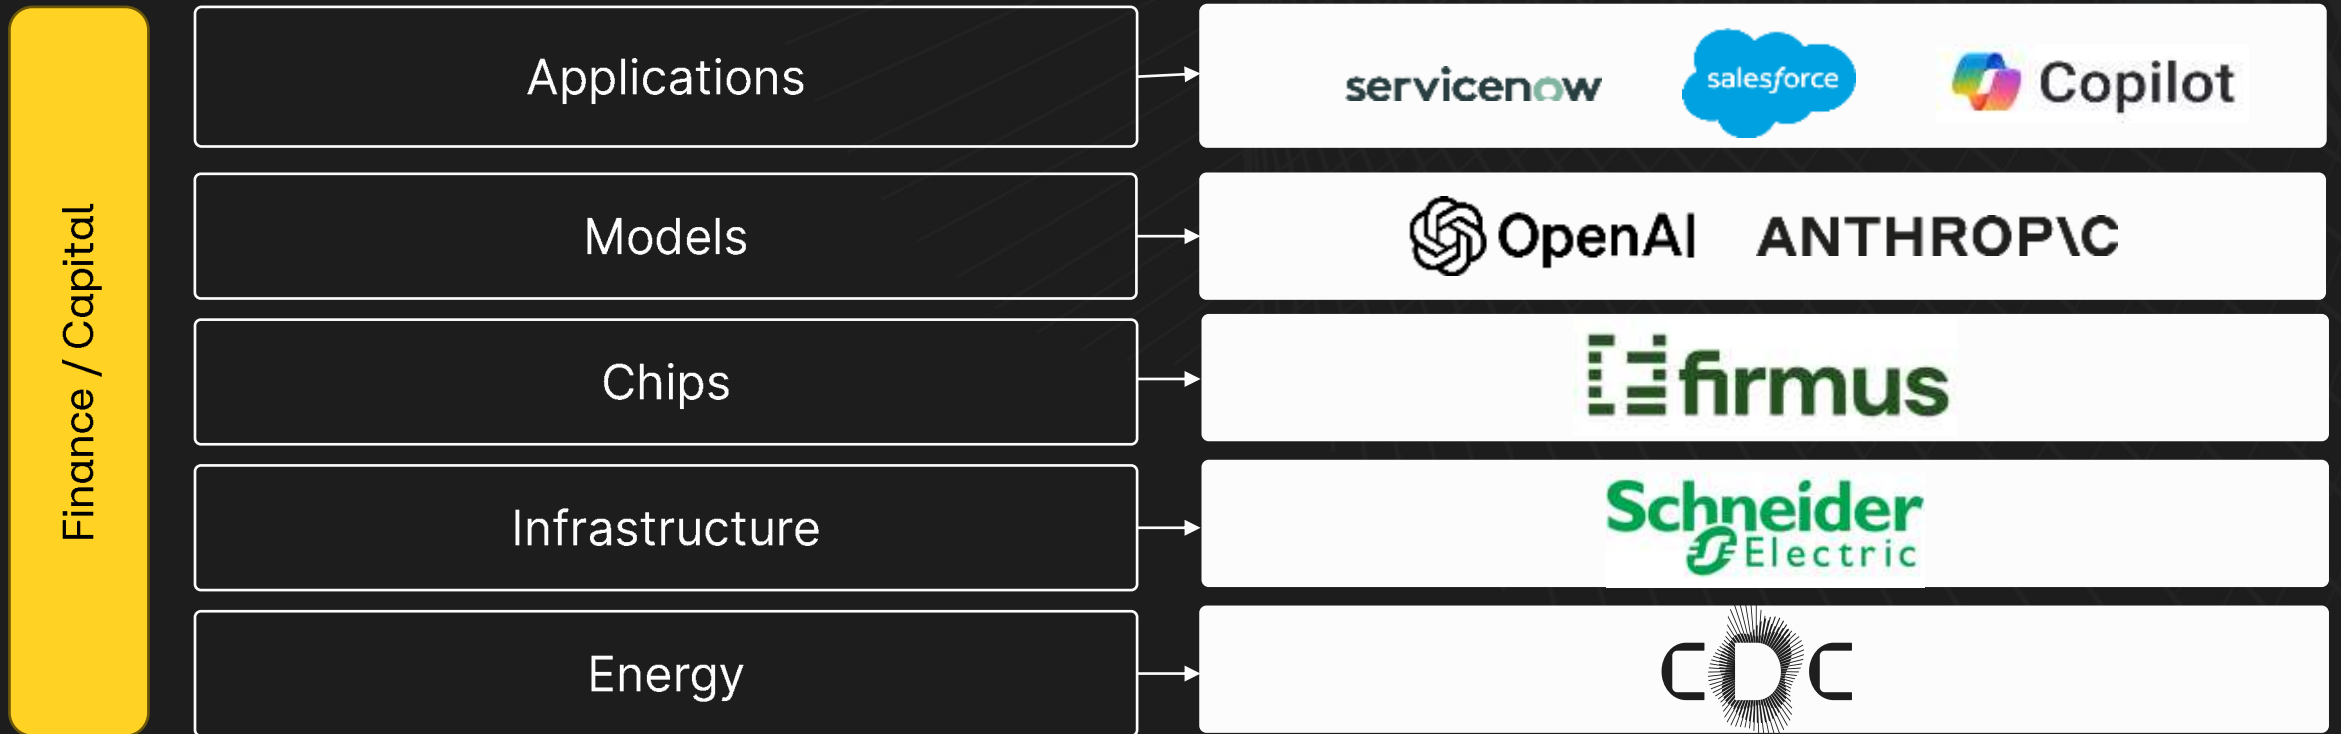 Finance / Capital
Applications
servicenow
salesforce
Copilot
Models
OpenAI
ANTHROP\C
Chips
firmus
Infrastructure
Schneider
Electric
Energy
CDC